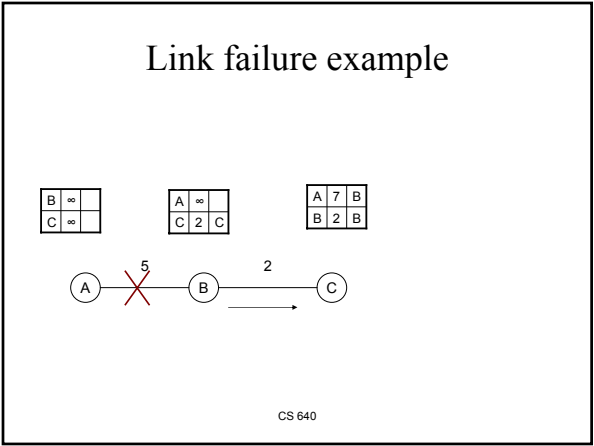 Link failure example
B ∞
C ∞
A ∞
C 2 C
A 7 B
B 2 B
5
2
A
B
C
CS 640